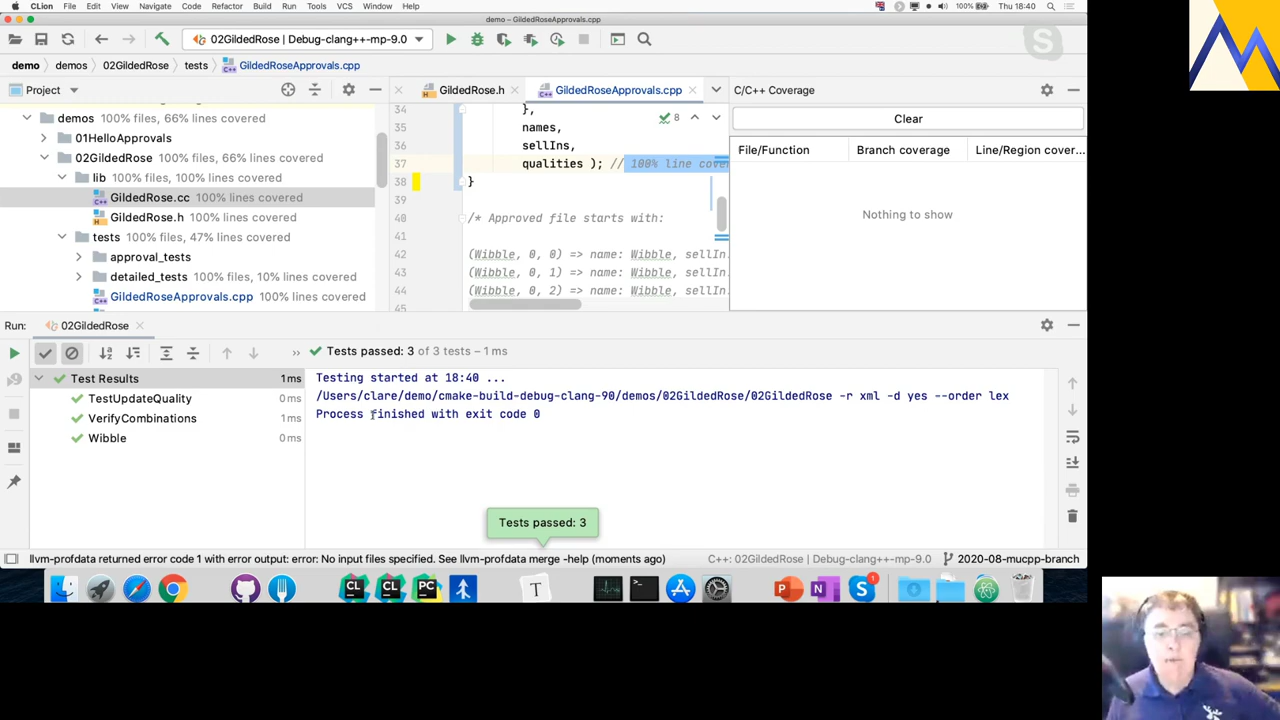 CLion File Edit View Navigate Code Refactor Build Run Tools VCS Window Help 100% Thu 18:40
demo – GildedRoseApprovals.cpp
02GildedRose | Debug-clang++-mp-9.0
demo demos 02GildedRose tests GildedRoseApprovals.cpp
Project
GildedRose.h GildedRoseApprovals.cpp
C/C++ Coverage
demos 100% files, 66% lines covered
01HelloApprovals
02GildedRose 100% files, 66% lines covered
lib 100% files, 100% lines covered
GildedRose.cc 100% lines covered
GildedRose.h 100% lines covered
tests 100% files, 47% lines covered
approval_tests
detailed_tests 100% files, 10% lines covered
GildedRoseApprovals.cpp 100% lines covered
8
34 },
35 names,
36 sellIns,
37 qualities ); // 100% line cover
38 }
39
40 /* Approved file starts with:
41
42 (Wibble, 0, 0) => name: Wibble, sellIn:
43 (Wibble, 0, 1) => name: Wibble, sellIn:
44 (Wibble, 0, 2) => name: Wibble, sellIn:
45
Clear
File/Function Branch coverage Line/Region cover...
Nothing to show
Run: 02GildedRose
» Tests passed: 3 of 3 tests – 1 ms
Test Results 1 ms
TestUpdateQuality 0 ms
VerifyCombinations 1 ms
Wibble 0 ms
Testing started at 18:40 ...
/Users/clare/demo/cmake-build-debug-clang-90/demos/02GildedRose/02GildedRose -r xml -d yes --order lex
Process finished with exit code 0
Tests passed: 3
llvm-profdata returned error code 1 with error output: error: No input files specified. See llvm-profdata merge -help (moments ago)
C++: 02GildedRose | Debug-clang++-mp-9.0
2020-08-mucpp-branch
CL CL PC T P N S 1